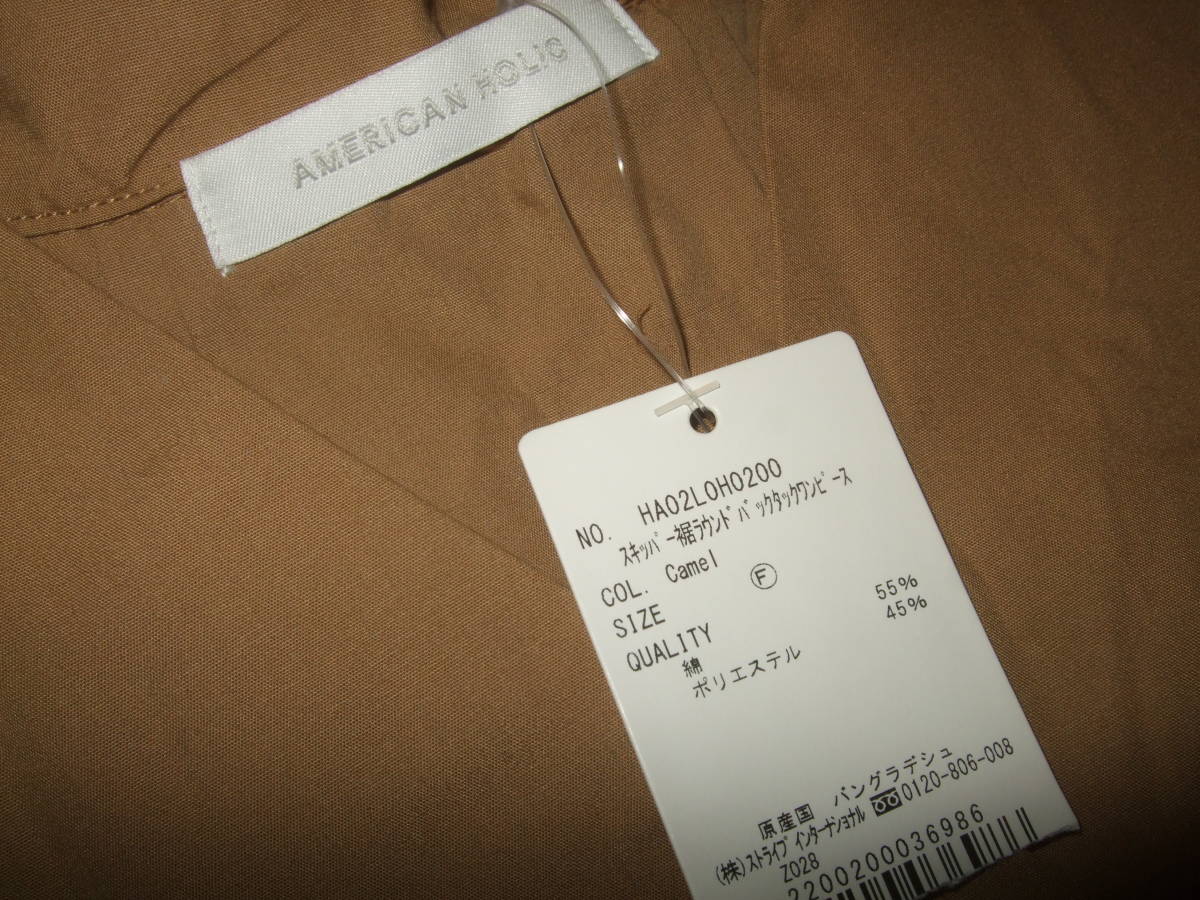 AMERICAN HOLIC
NO. HA02L0H0200
ｽｷｯﾊﾟｰ裾ﾗｳﾝﾄﾞﾊﾞｯｸﾀｯｸﾜﾝﾋﾟｰｽ
COL. Camel
SIZE Ⓕ
QUALITY
綿 55%
ポリエステル 45%
原産国 バングラデシュ
(株)ｽﾄﾗｲﾌﾟｲﾝﾀｰﾅｼｮﾅﾙ 0120-806-008
Z028
2200200036986